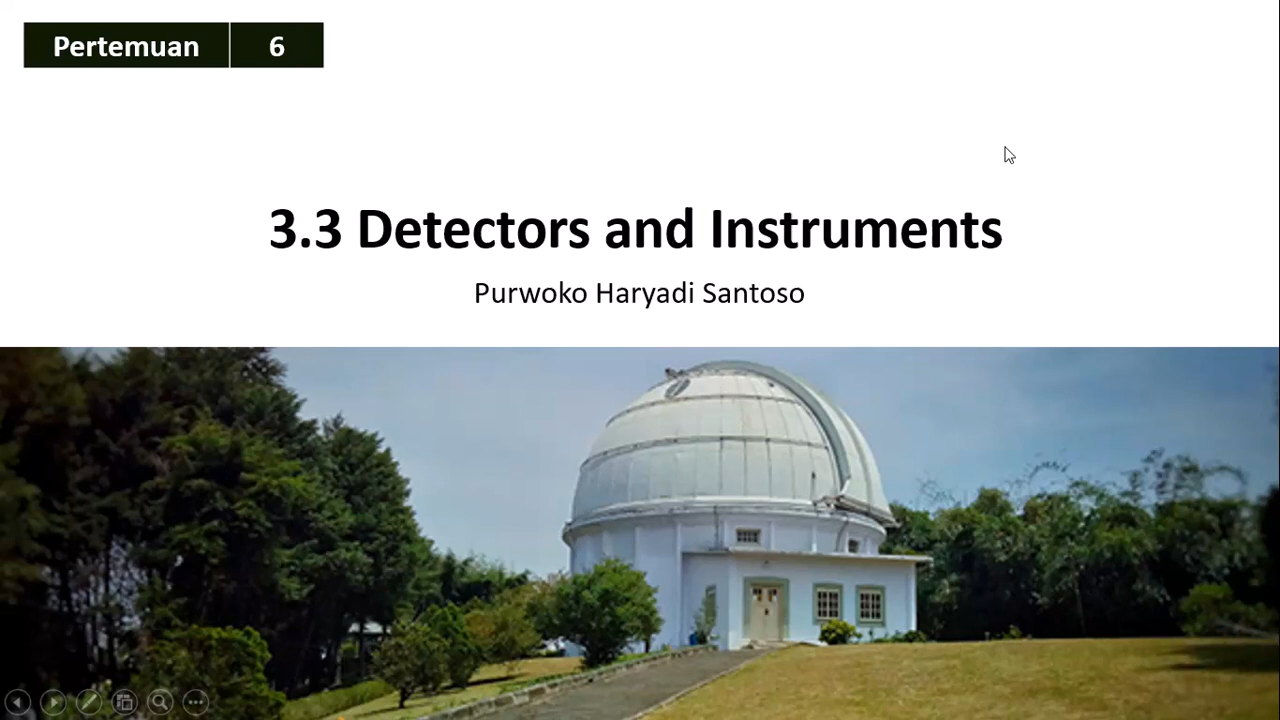 Pertemuan 6
3.3 Detectors and Instruments
Purwoko Haryadi Santoso